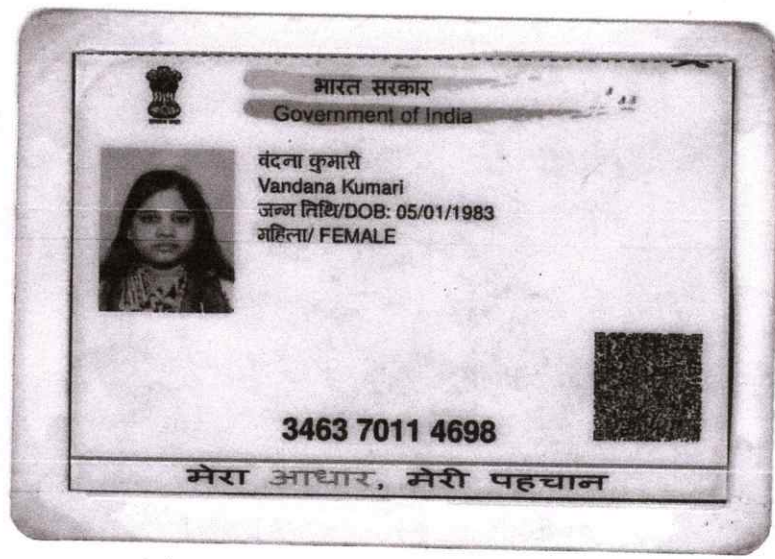 भारत सरकार
Government of India
वंदना कुमारी
Vandana Kumari
जन्म तिथि/DOB: 05/01/1983
महिला/ FEMALE
3463 7011 4698
मेरा आधार, मेरी पहचान